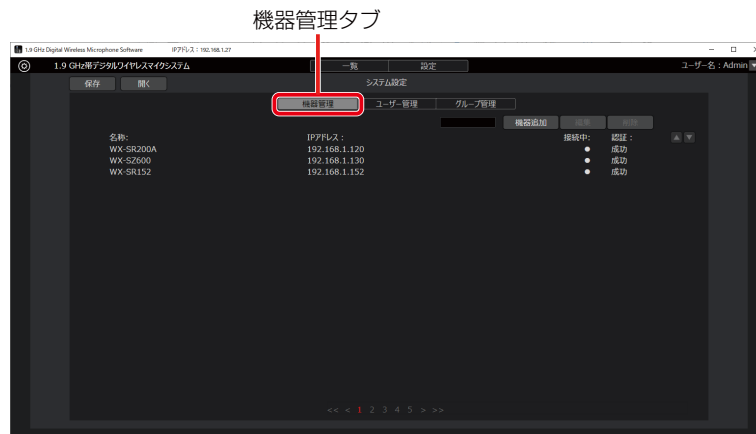 機器管理タブ
1.9 GHz Digital Wireless Microphone Software IPアドレス：192.168.1.27
1.9 GHz帯デジタルワイヤレスマイクシステム 一覧 設定 ユーザー名：Admin
保存 開く システム設定
機器管理 ユーザー管理 グループ管理
機器追加 削除
名称: IPアドレス： 接続中: 認証：
WX-SR200A 192.168.1.120 成功
WX-SZ600 192.168.1.130 成功
WX-SR152 192.168.1.152 成功
<< < 1 2 3 4 5 > >>